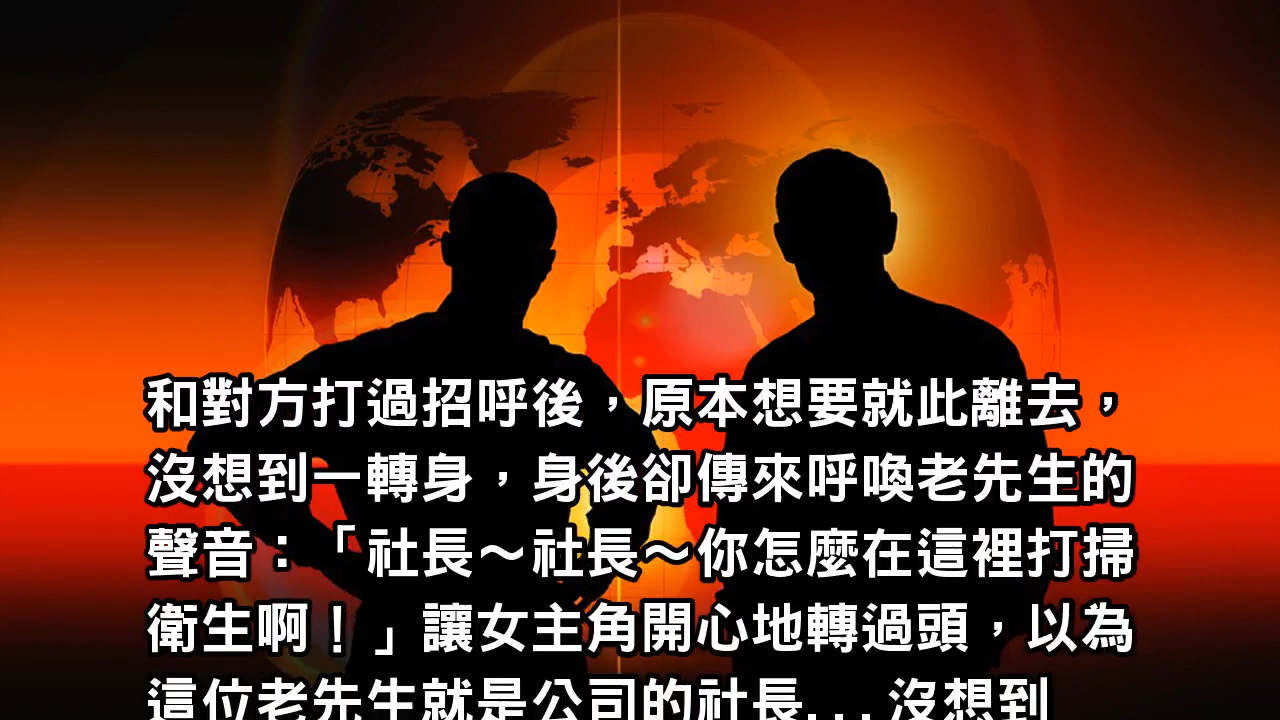 和對方打過招呼後，原本想要就此離去，
沒想到一轉身，身後卻傳來呼喚老先生的
聲音：「社長～社長～你怎麼在這裡打掃
衛生啊！」讓女主角開心地轉過頭，以為
這位老先生就是公司的社長...沒想到